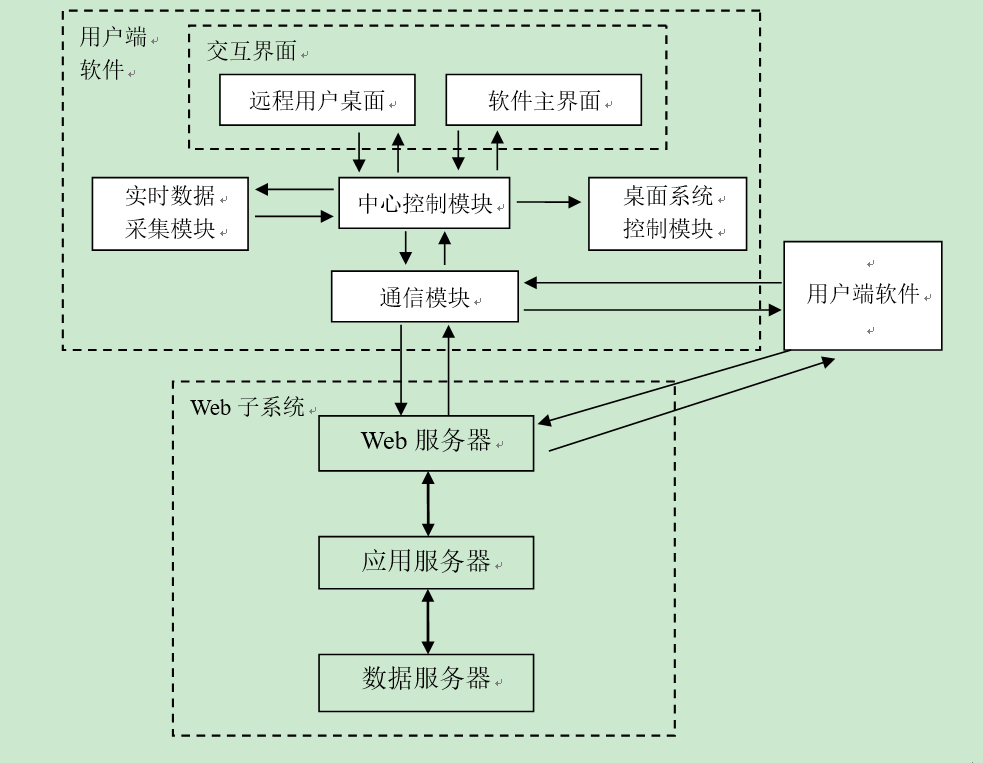 用户端
软件
交互界面
远程用户桌面
软件主界面
实时数据
采集模块
中心控制模块
桌面系统
控制模块
通信模块
用户端软件
Web 子系统
Web 服务器
应用服务器
数据服务器